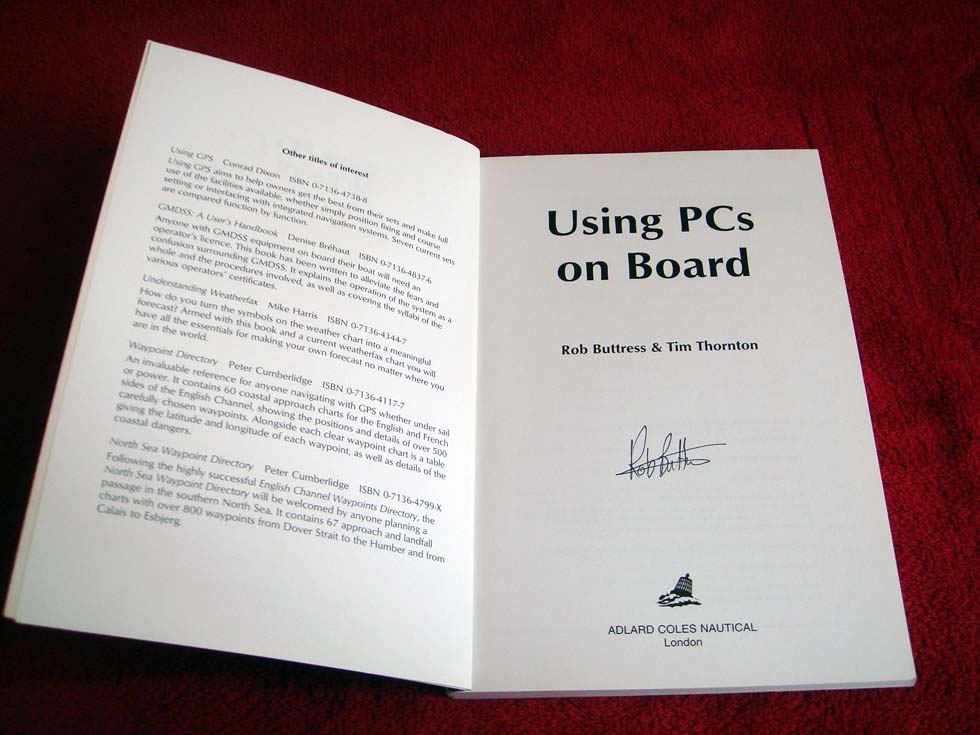 Other titles of interest
Using GPS Conrad Dixon ISBN 0-7136-4738-8
Using GPS aims to help owners get the best from their sets and make full
use of the facilities available, whether simply position fixing and course
setting or interfacing with integrated navigation systems. Seven current sets
are compared function by function.
GMDSS: A User's Handbook Denise Bréhaut ISBN 0-7136-4837-6
Anyone with GMDSS equipment on board their boat will need an
operator's licence. This book has been written to alleviate the fears and
confusion surrounding GMDSS. It explains the operation of the system as a
whole and the procedures involved, as well as covering the syllabi of the
various operators' certificates.
Understanding Weatherfax Mike Harris ISBN 0-7136-4344-7
How do you turn the symbols on the weather chart into a meaningful
forecast? Armed with this book and a current weatherfax chart you will
have all the essentials for making your own forecast no matter where you
are in the world.
Waypoint Directory Peter Cumberlidge ISBN 0-7136-4117-7
An invaluable reference for anyone navigating with GPS whether under sail
or power. It contains 60 coastal approach charts for the English and French
sides of the English Channel, showing the positions and details of over 500
carefully chosen waypoints. Alongside each clear waypoint chart is a table
giving the latitude and longitude of each waypoint, as well as details of the
coastal dangers.
North Sea Waypoint Directory Peter Cumberlidge ISBN 0-7136-4799-X
Following the highly successful English Channel Waypoints Directory, the
North Sea Waypoint Directory will be welcomed by anyone planning a
passage in the southern North Sea. It contains 67 approach and landfall
charts with over 800 waypoints from Dover Strait to the Humber and from
Calais to Esbjerg.
Using PCs
on Board
Rob Buttress & Tim Thornton
ADLARD COLES NAUTICAL
London